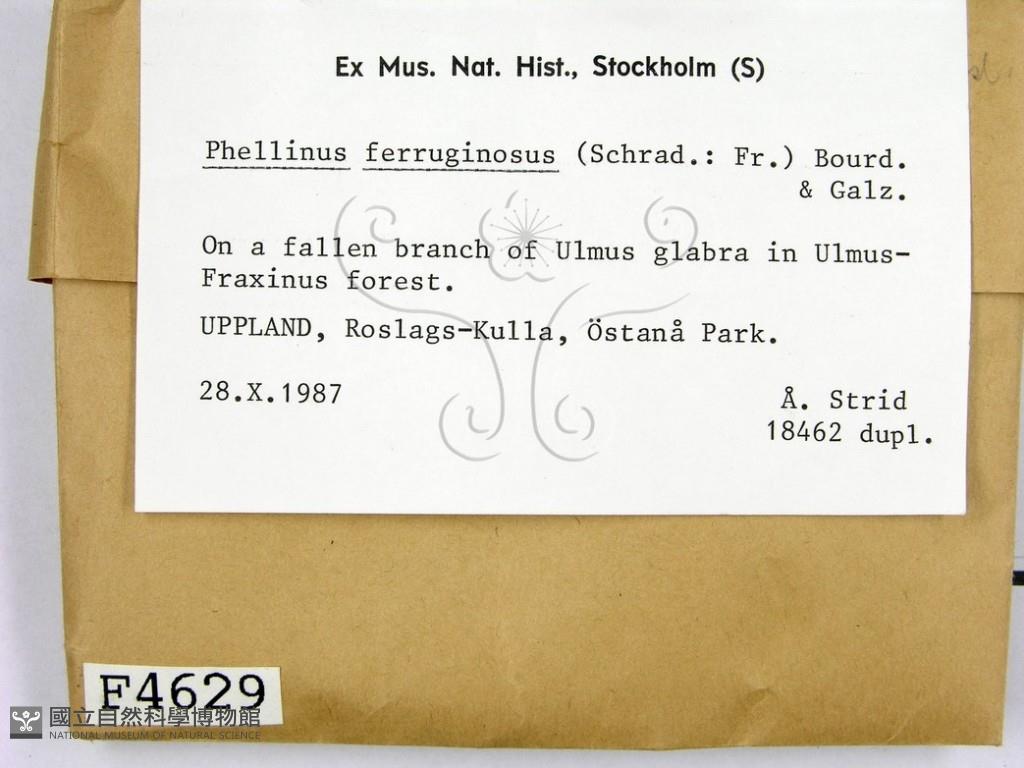 Ex Mus. Nat. Hist., Stockholm (S)
Phellinus ferruginosus (Schrad.: Fr.) Bourd.
& Galz.
On a fallen branch of Ulmus glabra in Ulmus-
Fraxinus forest.
UPPLAND, Roslags-Kulla, Östanå Park.
28.X.1987
Å. Strid
18462 dupl.
F4629
國立自然科學博物館
NATIONAL MUSEUM OF NATURAL SCIENCE